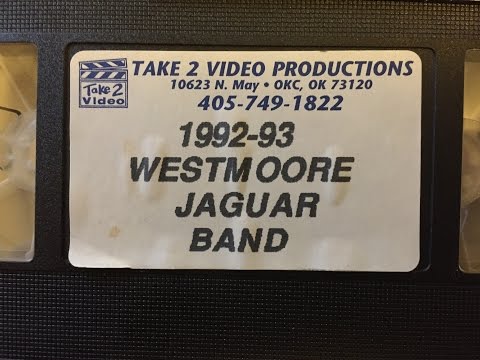 Take 2
Video
TAKE 2 VIDEO PRODUCTIONS
10623 N. May • OKC, OK 73120
405-749-1822
1992-93
WESTMOORE
JAGUAR
BAND